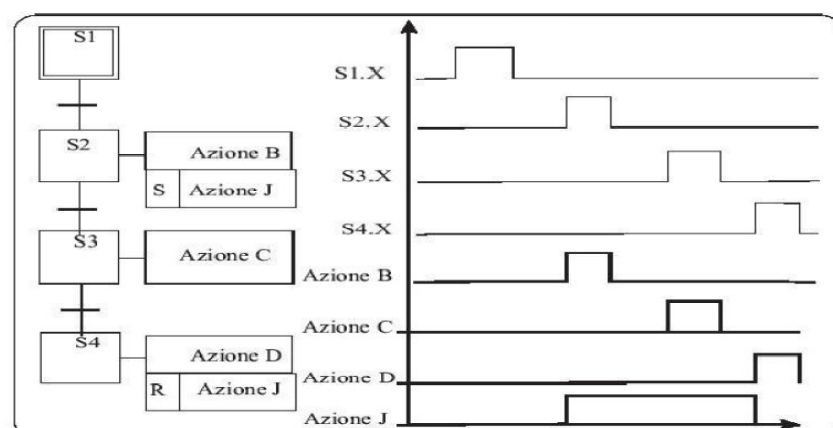 S1
S2
Azione B
S Azione J
S3
Azione C
S4
Azione D
R Azione J
S1.X
S2.X
S3.X
S4.X
Azione B
Azione C
Azione D
Azione J